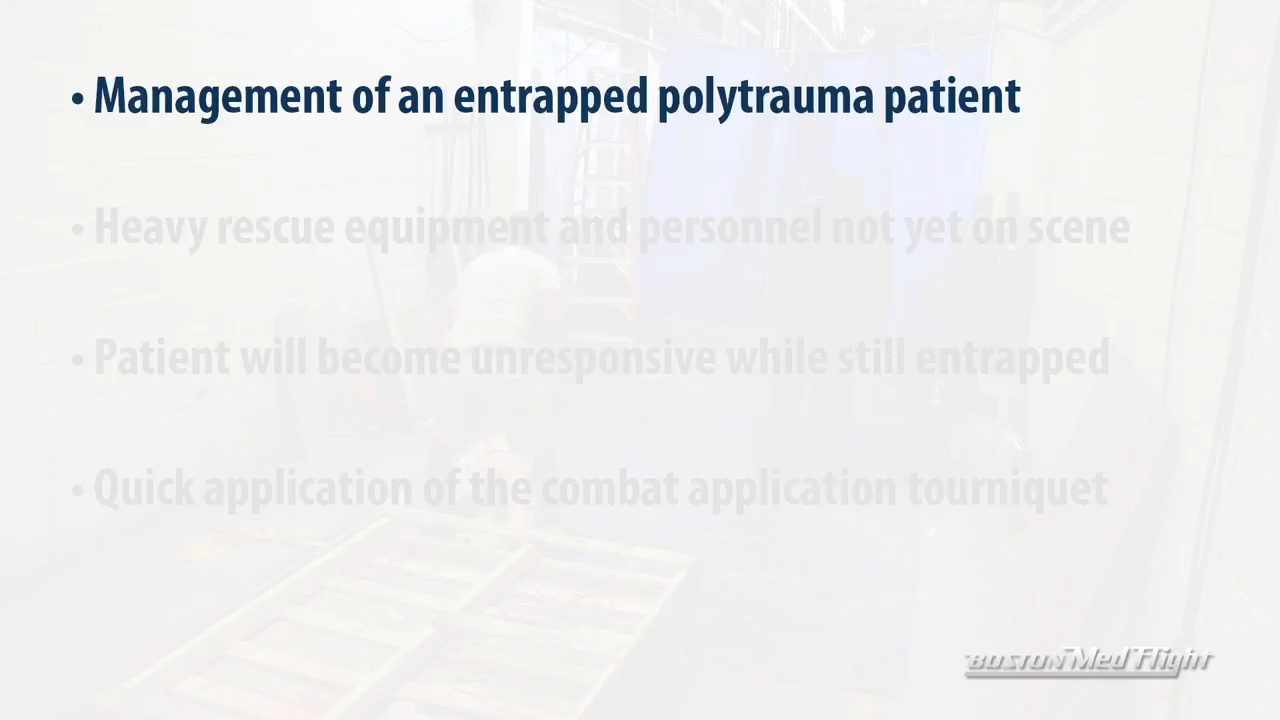 • Management of an entrapped polytrauma patient
• Heavy rescue equipment and personnel not yet on scene
• Patient will become unresponsive while still entrapped
• Quick application of the combat application tourniquet
BOSTON MedFlight